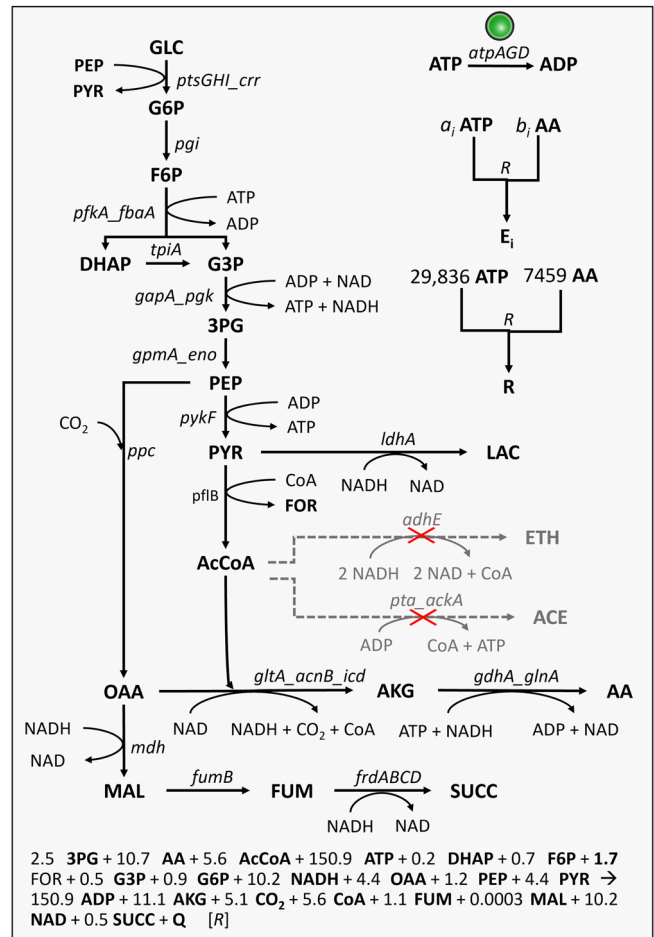 GLC
PEP
PYR
ptsGHI_crr
G6P
pgi
F6P
ATP
ADP
pfkA_fbaA
tpiA
DHAP
G3P
ADP + NAD
ATP + NADH
gapA_pgk
3PG
gpmA_eno
PEP
CO₂
ppc
pykF
ADP
ATP
PYR
ldhA
LAC
NADH
NAD
pflB
CoA
FOR
AcCoA
adhE
ETH
2 NADH
2 NAD + CoA
pta_ackA
ACE
ADP
CoA + ATP
OAA
gltA_acnB_icd
AKG
gdhA_glnA
AA
NAD
NADH + CO₂ + CoA
ATP + NADH
ADP + NAD
NADH
NAD
mdh
MAL
fumB
FUM
frdABCD
SUCC
NADH
NAD
atpAGD
ATP
ADP
aᵢ ATP
bᵢ AA
R
Eᵢ
29,836 ATP
7459 AA
R
R
2.5 3PG + 10.7 AA + 5.6 AcCoA + 150.9 ATP + 0.2 DHAP + 0.7 F6P + 1.7
FOR + 0.5 G3P + 0.9 G6P + 10.2 NADH + 4.4 OAA + 1.2 PEP + 4.4 PYR →
150.9 ADP + 11.1 AKG + 5.1 CO₂ + 5.6 CoA + 1.1 FUM + 0.0003 MAL + 10.2
NAD + 0.5 SUCC + Q [R]